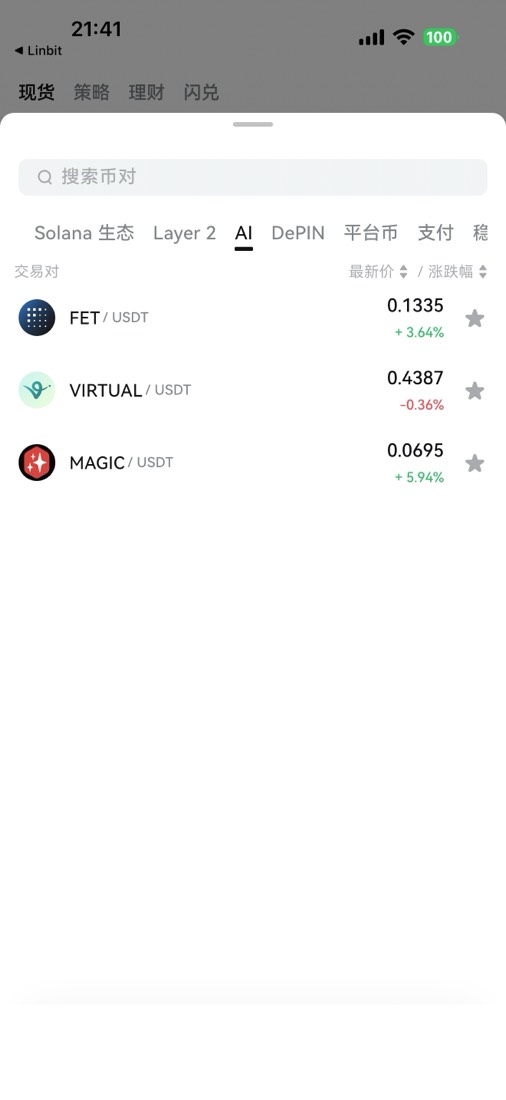 21:41
100
◀ Linbit
现货 策略 理财 闪兑
搜索币对
Solana 生态 Layer 2 AI DePIN 平台币 支付 稳
交易对 最新价 / 涨跌幅
FET / USDT 0.1335
+ 3.64%
VIRTUAL / USDT 0.4387
-0.36%
MAGIC / USDT 0.0695
+ 5.94%